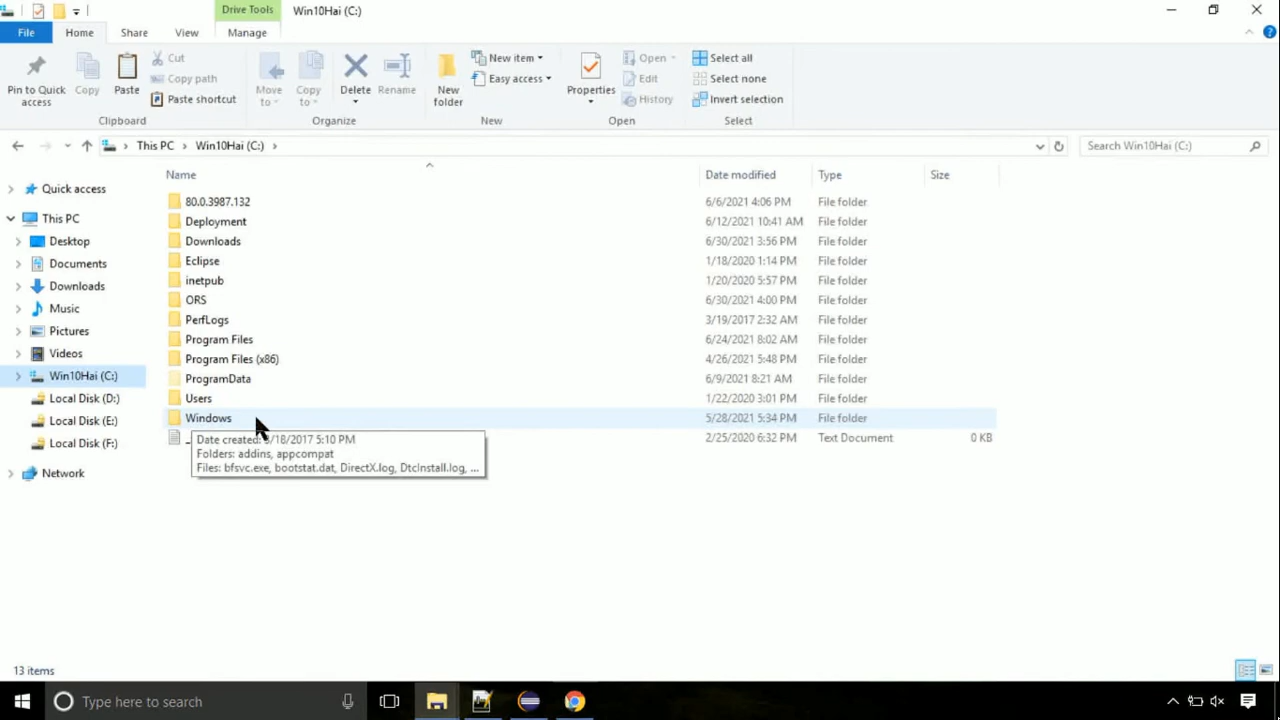 Drive Tools Win10Hai (C:)
File Home Share View Manage
Pin to Quick access
Copy
Paste
Cut
Copy path
Paste shortcut
Clipboard
Move to
Copy to
Delete
Rename
Organize
New folder
New item
Easy access
New
Properties
Open
Edit
History
Open
Select all
Select none
Invert selection
Select
This PC Win10Hai (C:)
Search Win10Hai (C:)
Quick access
This PC
Desktop
Documents
Downloads
Music
Pictures
Videos
Win10Hai (C:)
Local Disk (D:)
Local Disk (E:)
Local Disk (F:)
Network
Name Date modified Type Size
80.0.3987.132 6/6/2021 4:06 PM File folder
Deployment 6/12/2021 10:41 AM File folder
Downloads 6/30/2021 3:56 PM File folder
Eclipse 1/18/2020 1:14 PM File folder
inetpub 1/20/2020 5:57 PM File folder
ORS 6/30/2021 4:00 PM File folder
PerfLogs 3/19/2017 2:32 AM File folder
Program Files 6/24/2021 8:02 AM File folder
Program Files (x86) 4/26/2021 5:48 PM File folder
ProgramData 6/9/2021 8:21 AM File folder
Users 1/22/2020 3:01 PM File folder
Windows 5/28/2021 5:34 PM File folder
2/25/2020 6:32 PM Text Document 0 KB
Date created: /18/2017 5:10 PM
Folders: addins, appcompat
Files: bfsvc.exe, bootstat.dat, DirectX.log, DtcInstall.log, ...
13 items
Type here to search